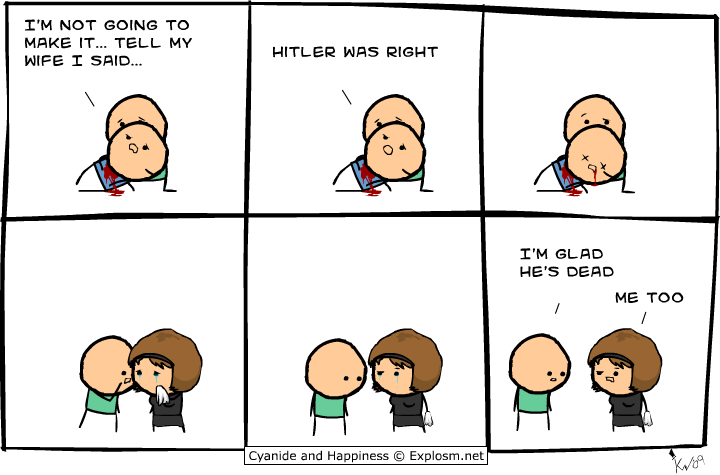 I'M NOT GOING TO
MAKE IT... TELL MY
WIFE I SAID...
HITLER WAS RIGHT
I'M GLAD
HE'S DEAD
ME TOO
Cyanide and Happiness © Explosm.net